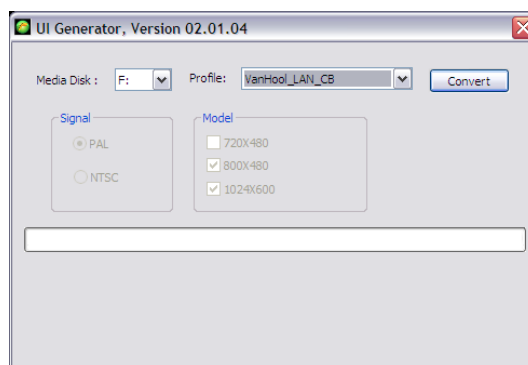 UI Generator, Version 02.01.04
Media Disk : F: Profile: VanHool_LAN_CB Convert
Signal Model
PAL 720X480
800X480
NTSC 1024X600